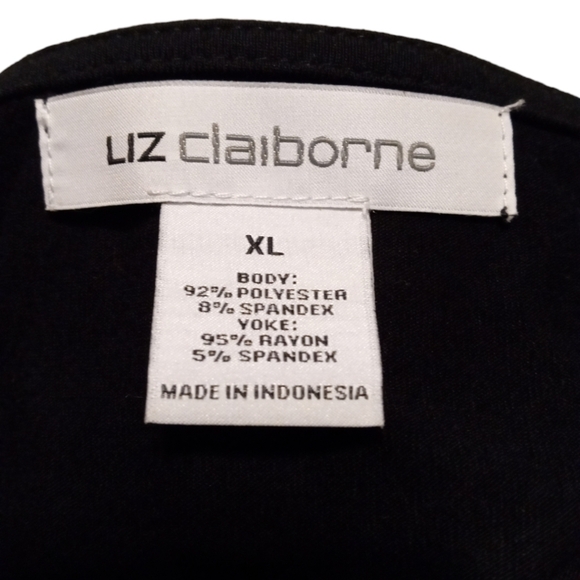 LIZ claiborne
XL
BODY:
92% POLYESTER
8% SPANDEX
YOKE:
95% RAYON
5% SPANDEX
MADE IN INDONESIA